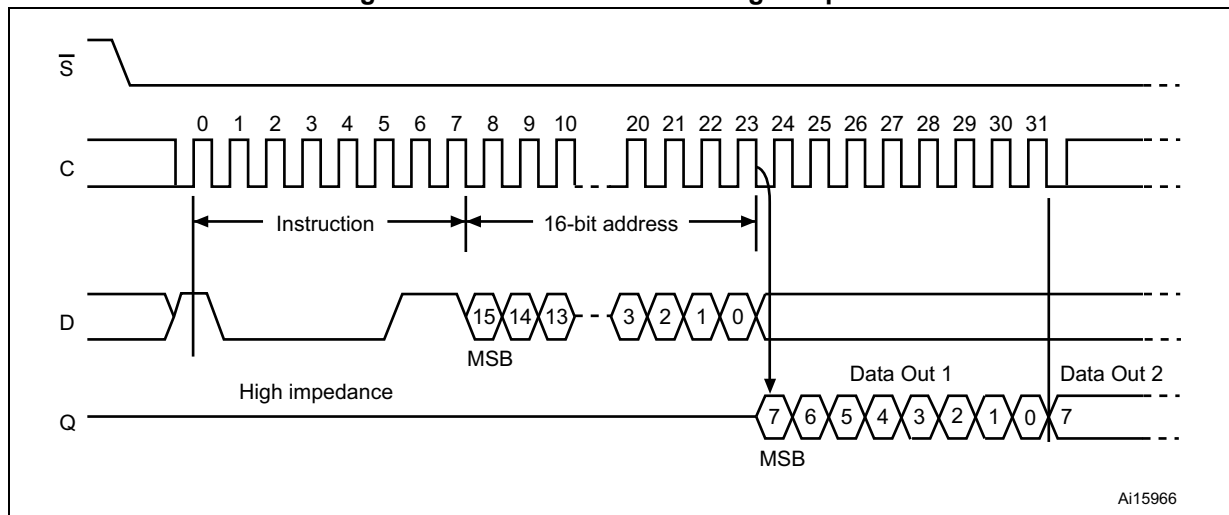 S
0 1 2 3 4 5 6 7 8 9 10 20 21 22 23 24 25 26 27 28 29 30 31
C
Instruction 16-bit address
D
15 14 13 3 2 1 0
MSB
High impedance
Data Out 1 Data Out 2
Q
7 6 5 4 3 2 1 0 7
MSB
Ai15966